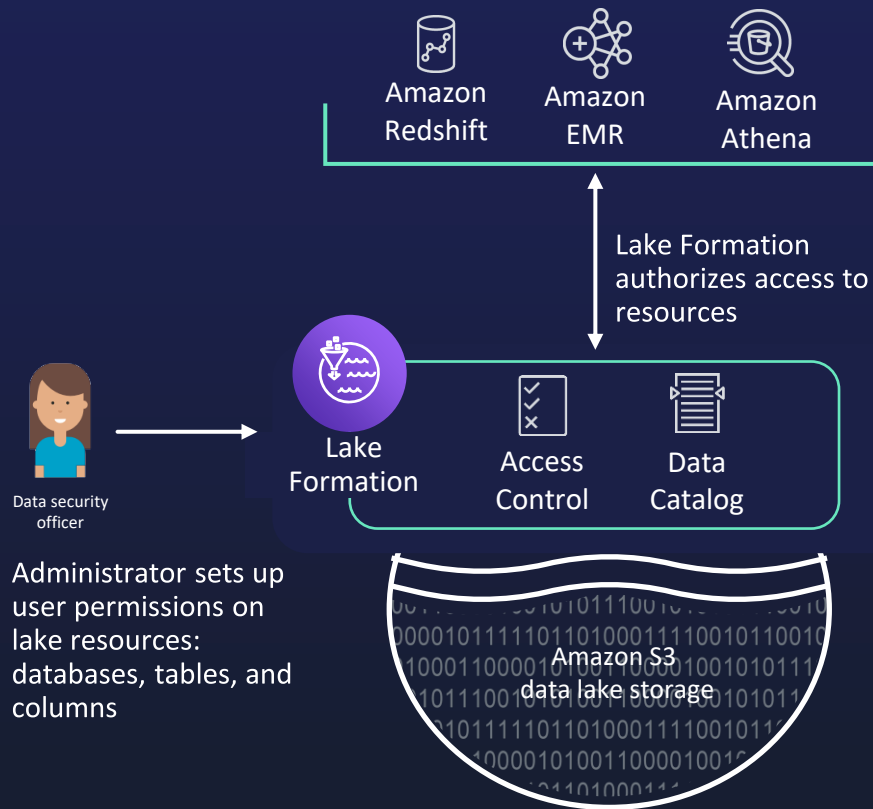 Amazon
Redshift
Amazon
EMR
Amazon
Athena
Lake Formation
authorizes access to
resources
Lake
Formation
Access
Control
Data
Catalog
Data security
officer
Administrator sets up
user permissions on
lake resources:
databases, tables, and
columns
Amazon S3
data lake storage